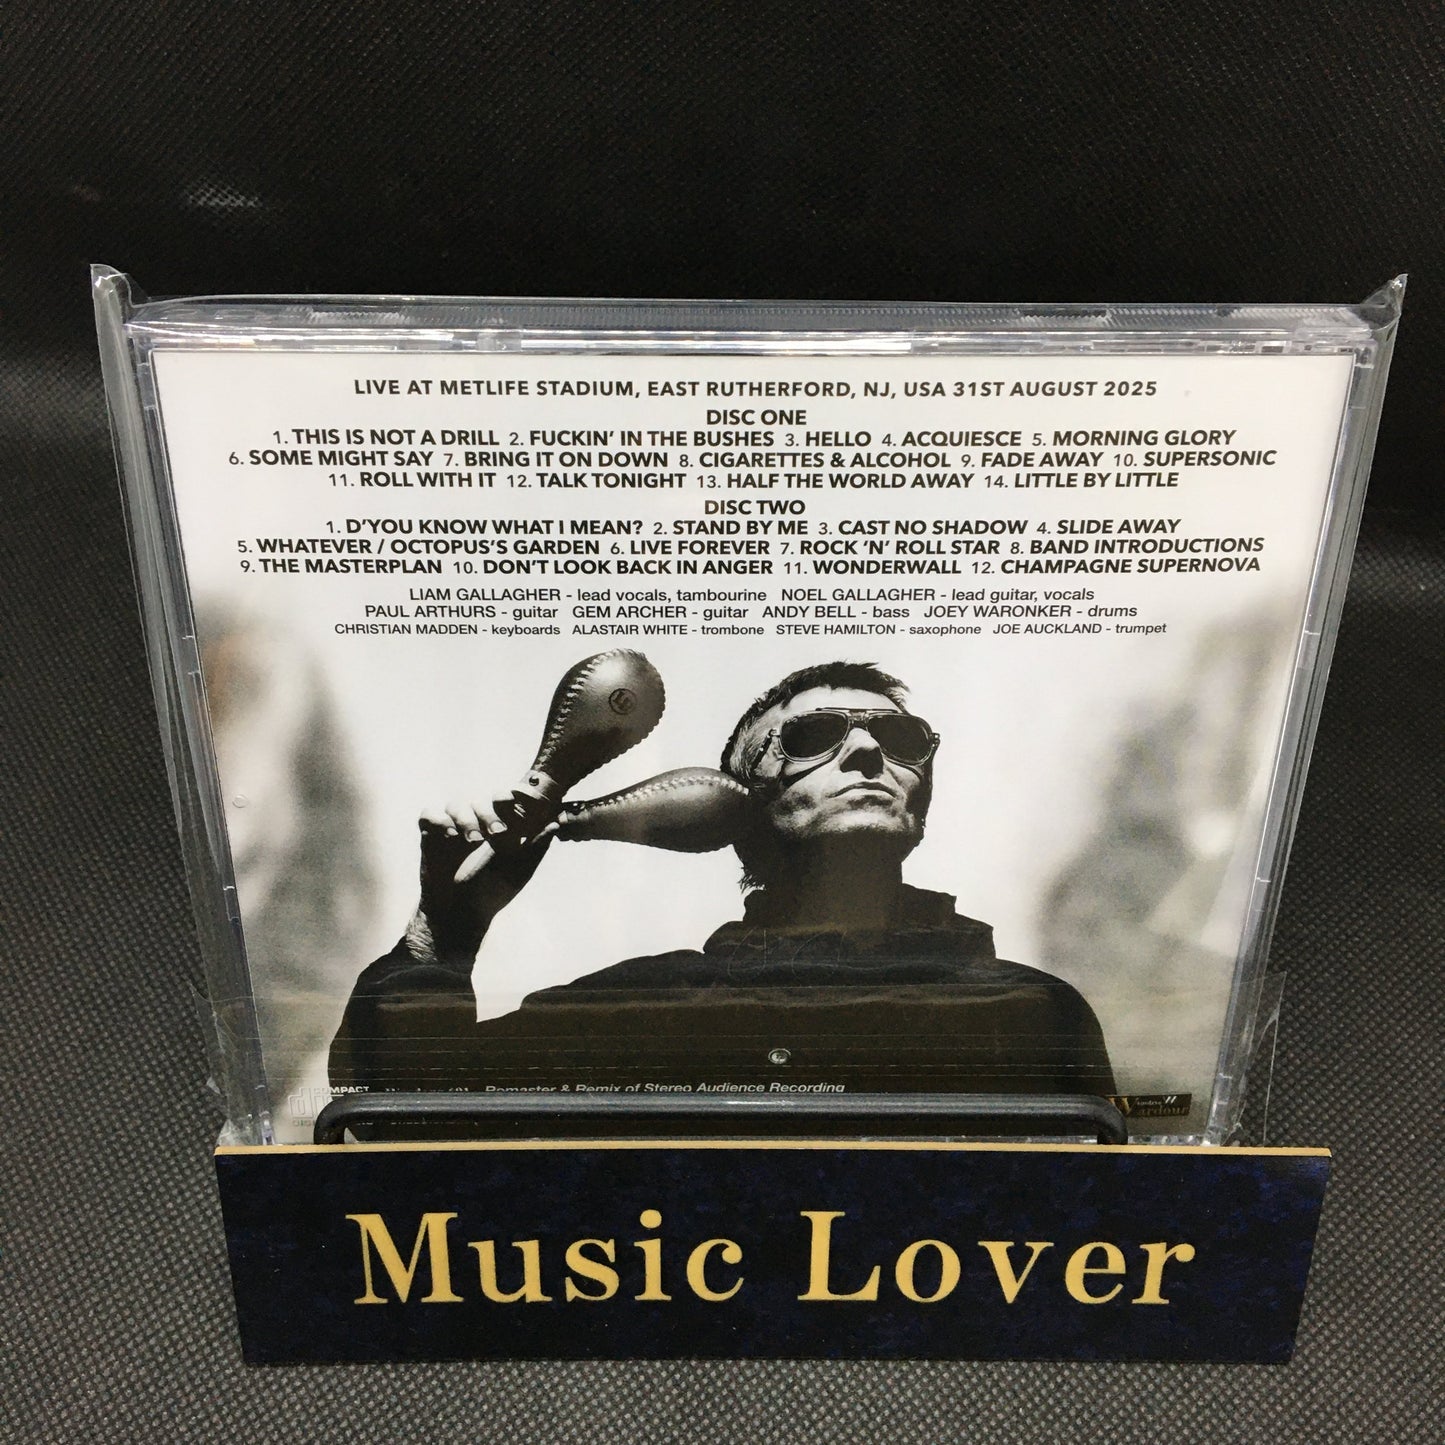 LIVE AT METLIFE STADIUM, EAST RUTHERFORD, NJ, USA 31ST AUGUST 2025
DISC ONE
1. THIS IS NOT A DRILL 2. FUCKIN' IN THE BUSHES 3. HELLO 4. ACQUIESCE 5. MORNING GLORY
6. SOME MIGHT SAY 7. BRING IT ON DOWN 8. CIGARETTES & ALCOHOL 9. FADE AWAY 10. SUPERSONIC
11. ROLL WITH IT 12. TALK TONIGHT 13. HALF THE WORLD AWAY 14. LITTLE BY LITTLE
DISC TWO
1. D'YOU KNOW WHAT I MEAN? 2. STAND BY ME 3. CAST NO SHADOW 4. SLIDE AWAY
5. WHATEVER / OCTOPUS'S GARDEN 6. LIVE FOREVER 7. ROCK 'N' ROLL STAR 8. BAND INTRODUCTIONS
9. THE MASTERPLAN 10. DON'T LOOK BACK IN ANGER 11. WONDERWALL 12. CHAMPAGNE SUPERNOVA
LIAM GALLAGHER - lead vocals, tambourine NOEL GALLAGHER - lead guitar, vocals
PAUL ARTHURS - guitar GEM ARCHER - guitar ANDY BELL - bass JOEY WARONKER - drums
CHRISTIAN MADDEN - keyboards ALASTAIR WHITE - trombone STEVE HAMILTON - saxophone JOE AUCKLAND - trumpet
COMPACT
Remaster & Remix of Stereo Audience Recording
Wardour
Music Lover